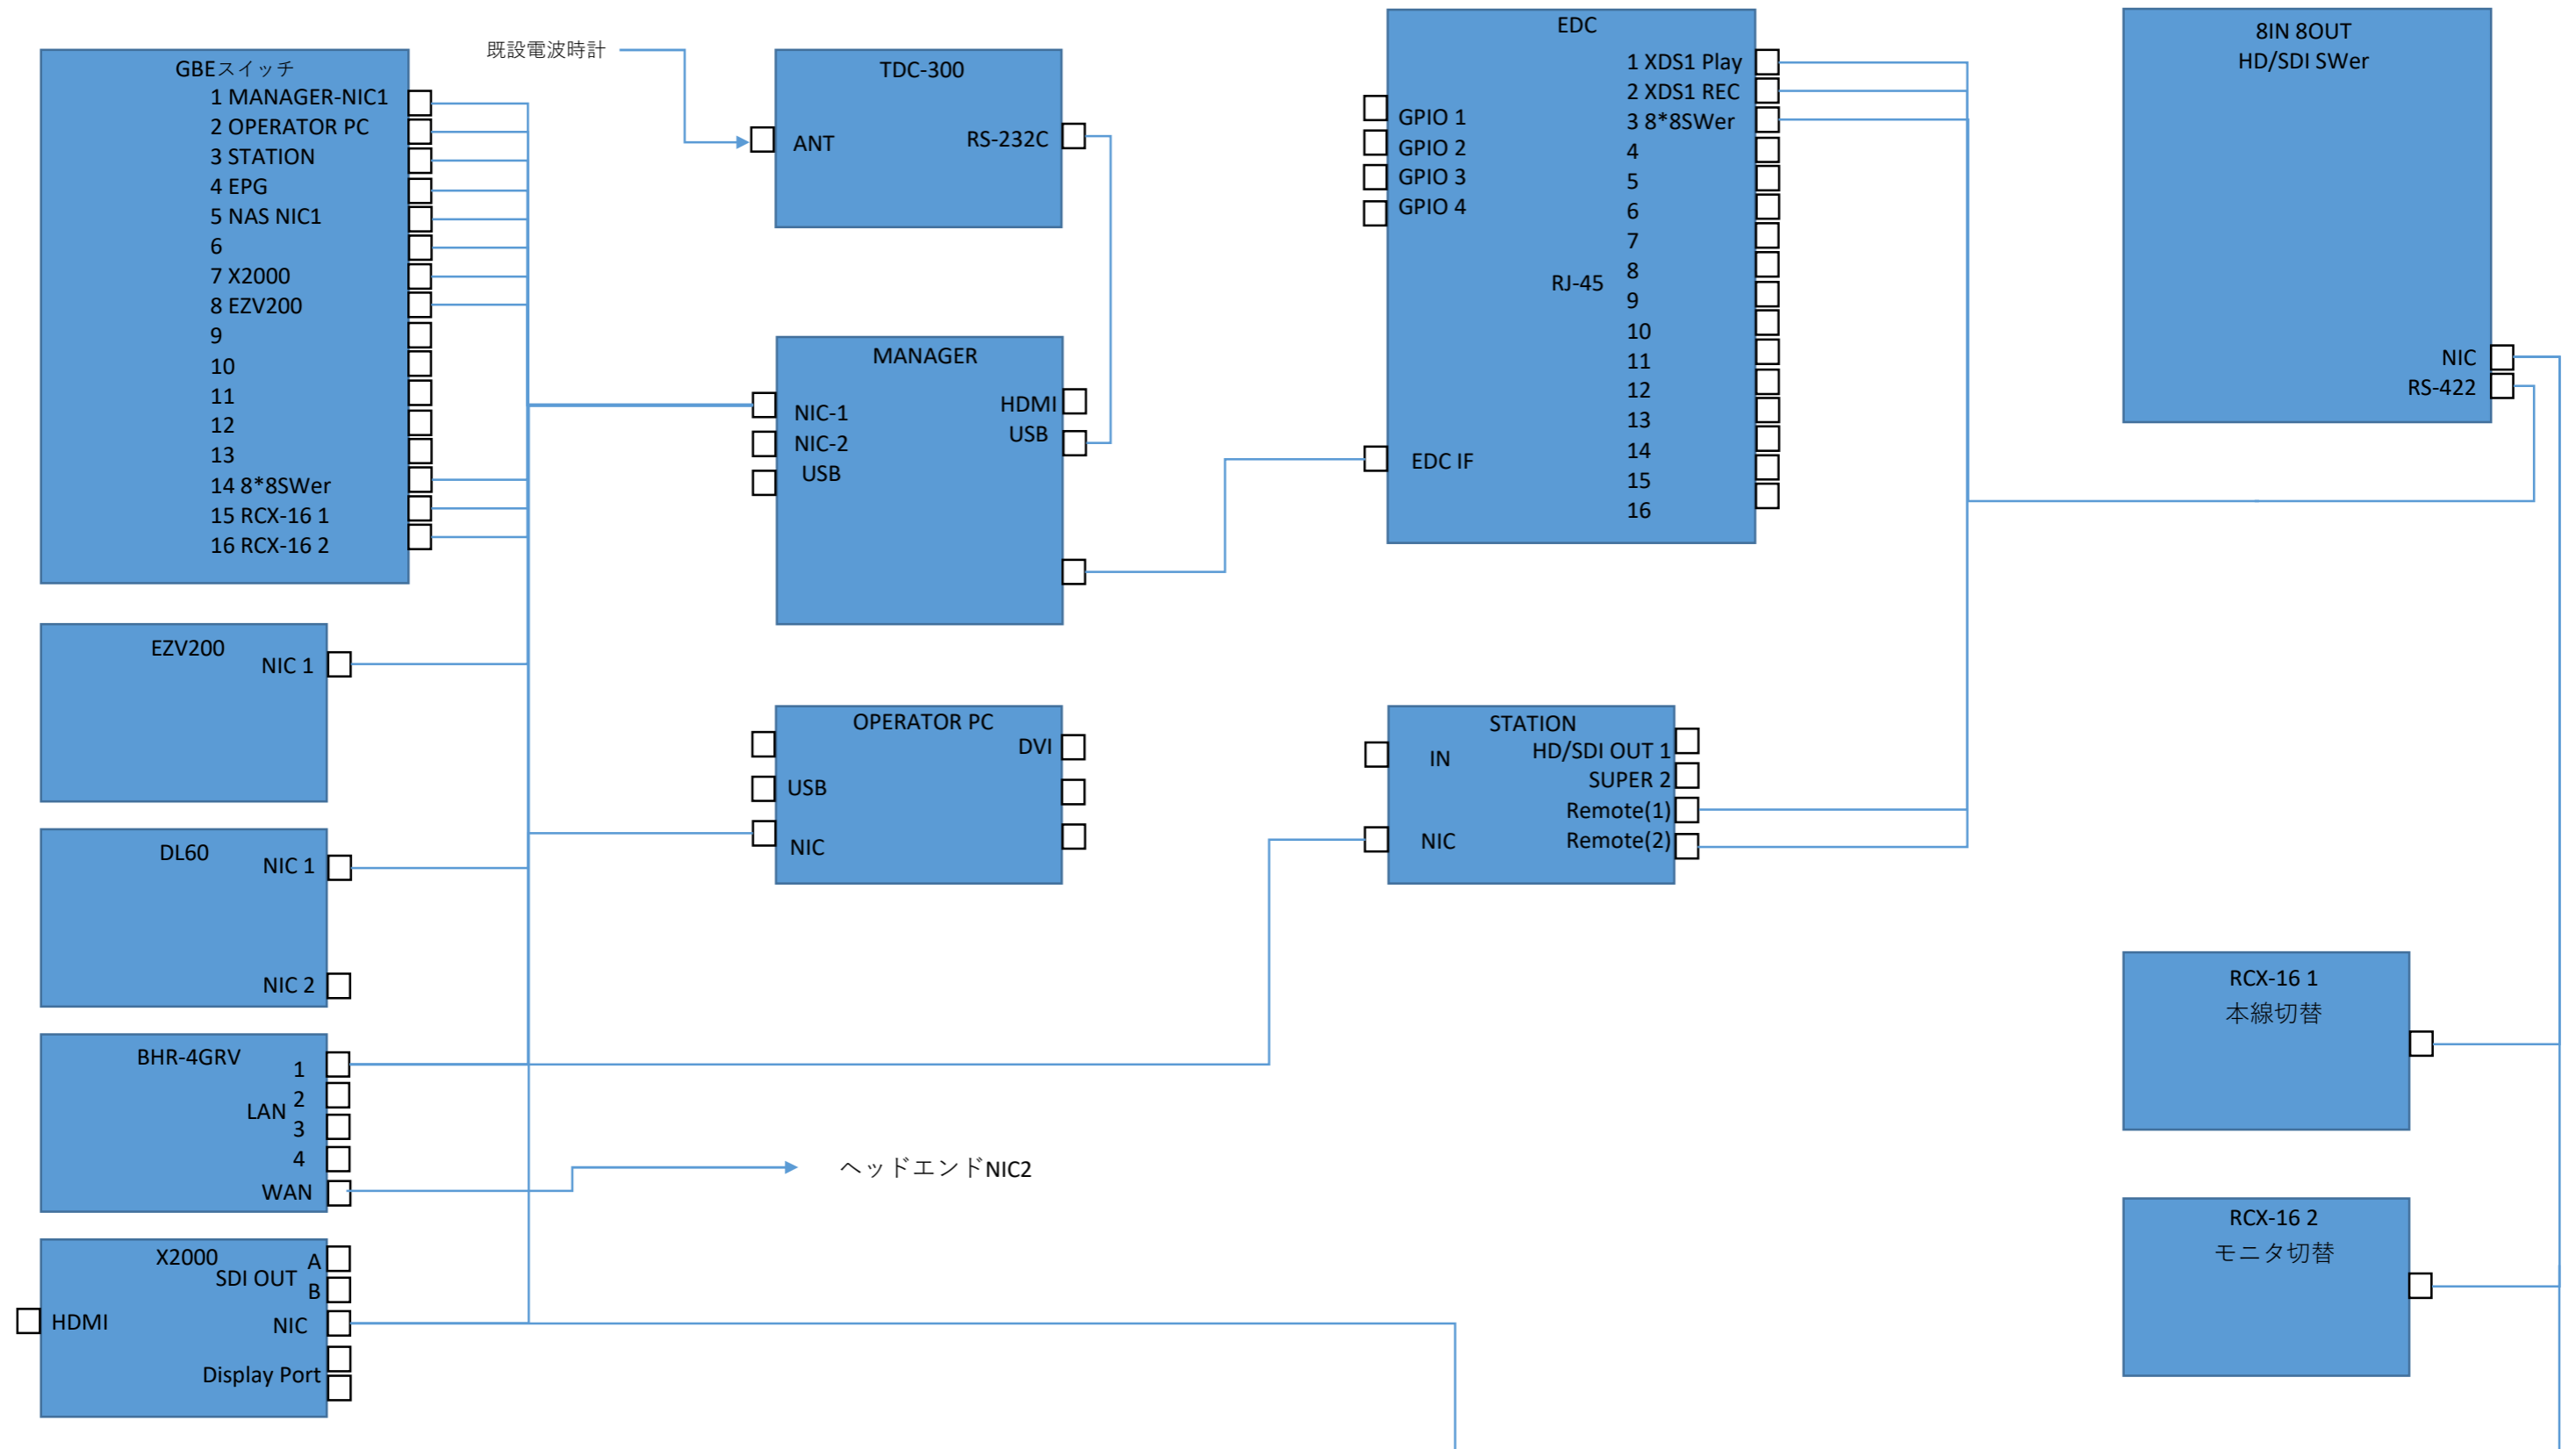 GBEスイッチ
1 MANAGER-NIC1
2 OPERATOR PC
3 STATION
4 EPG
5 NAS NIC1
6
7 X2000
8 EZV200
9
10
11
12
13
14 8*8SWer
15 RCX-16 1
16 RCX-16 2
既設電波時計
TDC-300
ANT
RS-232C
EDC
GPIO 1
GPIO 2
GPIO 3
GPIO 4
EDC IF
RJ-45
1 XDS1 Play
2 XDS1 REC
3 8*8SWer
4
5
6
7
8
9
10
11
12
13
14
15
16
8IN 8OUT
HD/SDI SWer
NIC
RS-422
MANAGER
NIC-1
NIC-2
USB
HDMI
USB
EZV200
NIC 1
OPERATOR PC
USB
NIC
DVI
STATION
IN
NIC
HD/SDI OUT 1
SUPER 2
Remote(1)
Remote(2)
DL60
NIC 1
NIC 2
BHR-4GRV
LAN
1
2
3
4
WAN
ヘッドエンドNIC2
RCX-16 1
本線切替
RCX-16 2
モニタ切替
X2000
SDI OUT
A
B
HDMI
NIC
Display Port